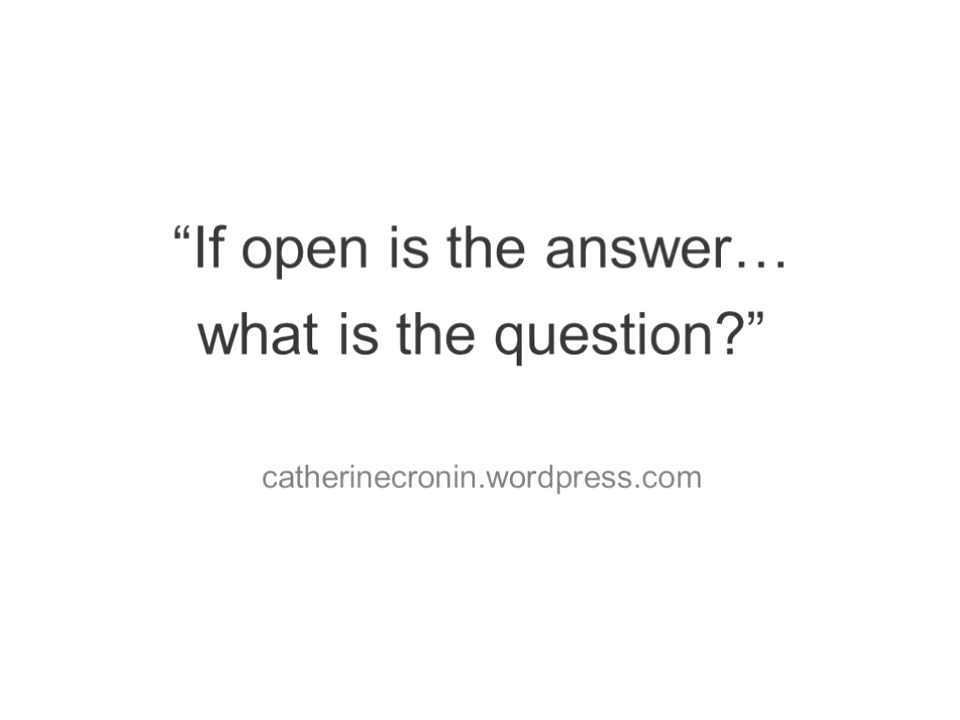 “If open is the answer…
what is the question?”
catherinecronin.wordpress.com